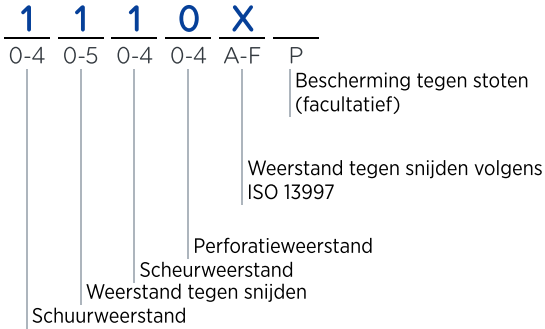 1 1 1 0 X
0-4 0-5 0-4 0-4 A-F P
Bescherming tegen stoten
(facultatief)
Weerstand tegen snijden volgens
ISO 13997
Perforatieweerstand
Scheurweerstand
Weerstand tegen snijden
Schuurweerstand